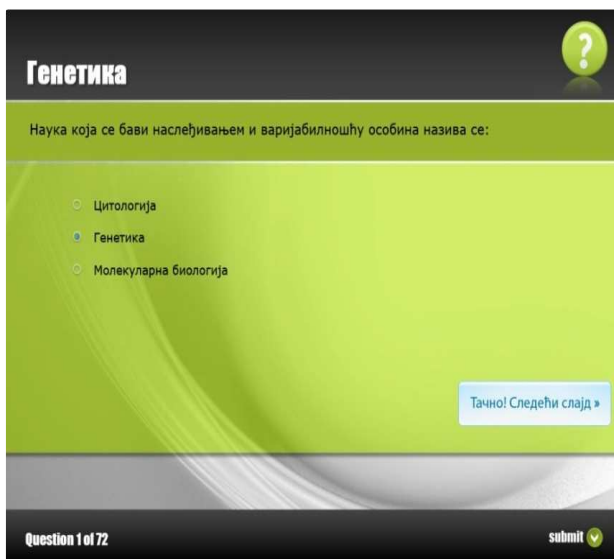 Генетика
?
Наука која се бави наслеђивањем и варијабилношћу особина назива се:
Цитологија
Генетика
Молекуларна биологија
Тачно! Следећи слајд »
Question 1 of 72
submit